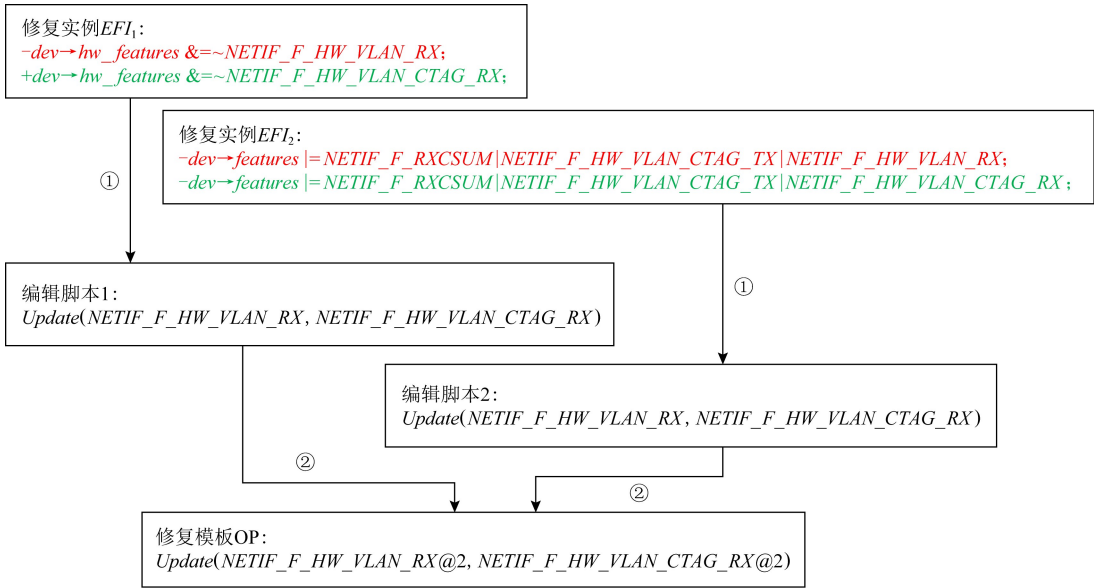 修复实例EFI₁:
−dev→hw_features &=~NETIF_F_HW_VLAN_RX;
+dev→hw_features &=~NETIF_F_HW_VLAN_CTAG_RX;
修复实例EFI₂:
−dev→features |=NETIF_F_RXCSUM|NETIF_F_HW_VLAN_CTAG_TX|NETIF_F_HW_VLAN_RX;
−dev→features |=NETIF_F_RXCSUM|NETIF_F_HW_VLAN_CTAG_TX|NETIF_F_HW_VLAN_CTAG_RX;
①
①
编辑脚本1:
Update(NETIF_F_HW_VLAN_RX, NETIF_F_HW_VLAN_CTAG_RX)
编辑脚本2:
Update(NETIF_F_HW_VLAN_RX, NETIF_F_HW_VLAN_CTAG_RX)
②
②
修复模板OP:
Update(NETIF_F_HW_VLAN_RX@2, NETIF_F_HW_VLAN_CTAG_RX@2)